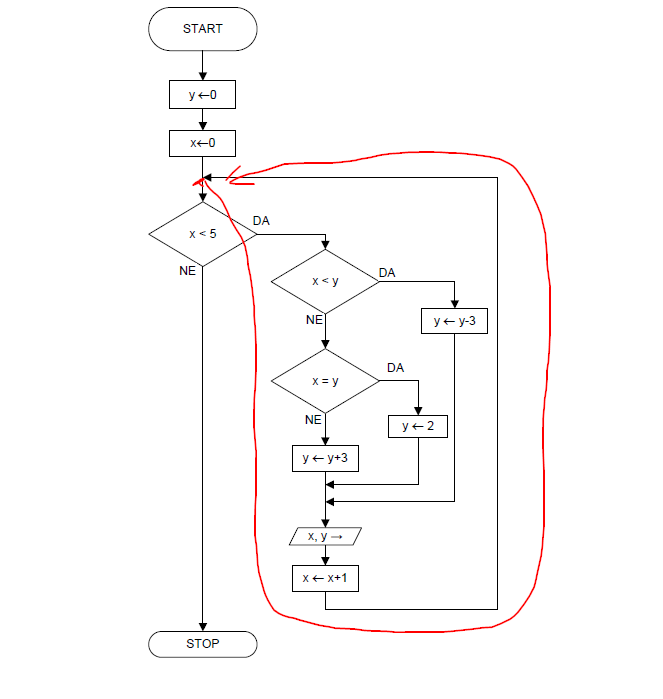 START
y ←0
x←0
x < 5
DA
NE
x < y
DA
NE
y ← y-3
x = y
DA
NE
y ← 2
y ← y+3
x, y →
x ← x+1
STOP